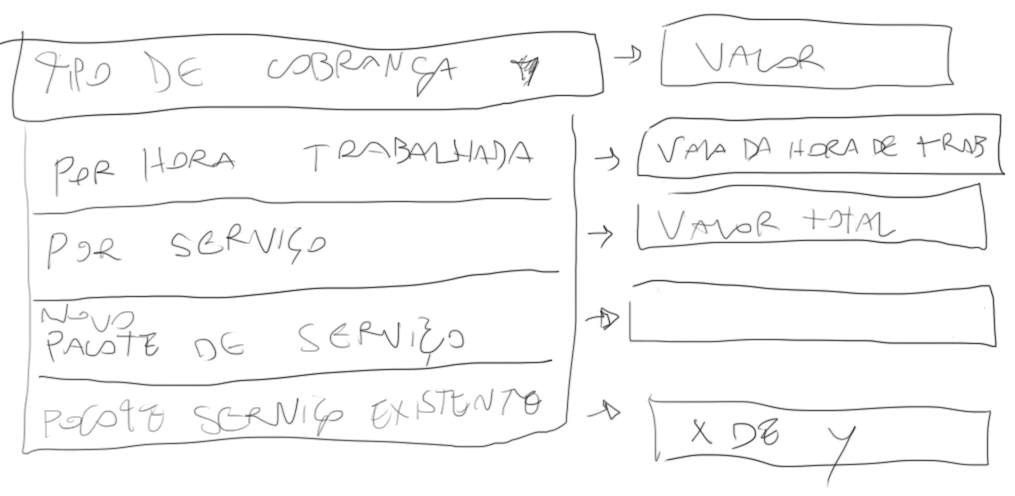 TIPO DE COBRANÇA
VALOR
POR HORA TRABALHADA
VALOR DA HORA DE TRAB
POR SERVIÇO
VALOR TOTAL
NOVO
PACOTE DE SERVIÇO
PACOTE SERVIÇO EXISTENTE
X DE Y